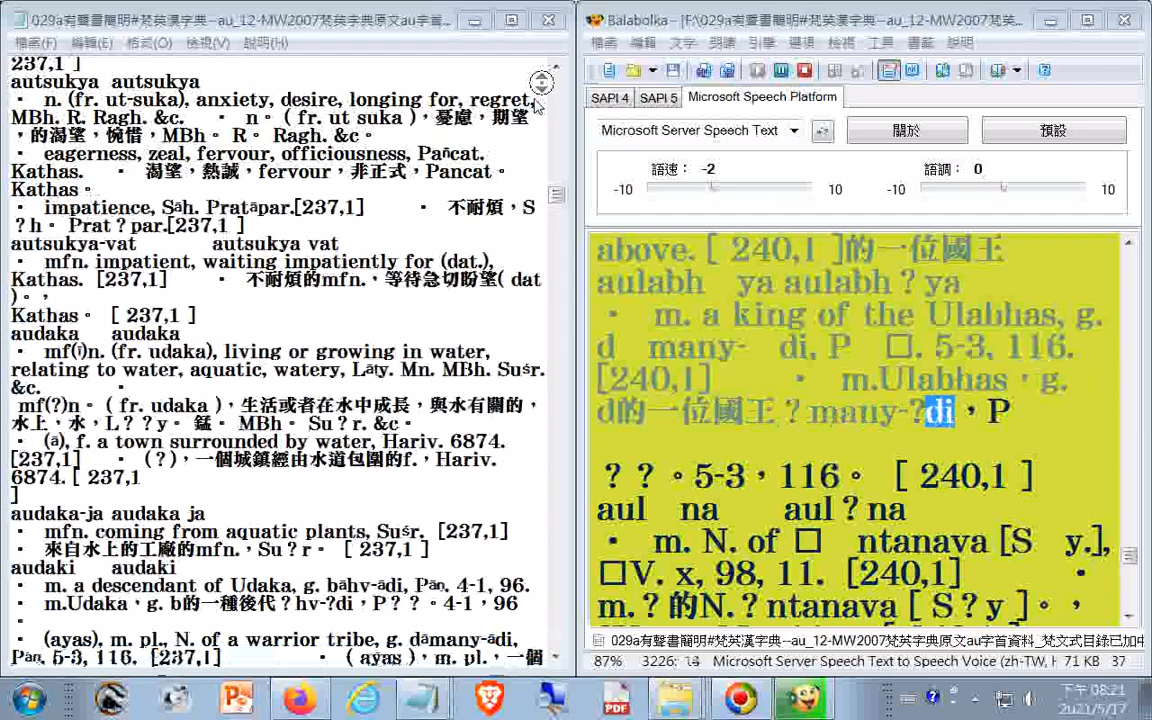 029a有聲書簡明#梵英漢字典--au_12-MW2007梵英字典原文au字首...
檔案(F) 編輯(E) 格式(O) 檢視(V) 說明(H)
237,1 ]
autsukya autsukya
• n. (fr. ut-suka), anxiety, desire, longing for, regret,
MBh. R. Ragh. &c. • n。( fr. ut suka )，憂慮，期望
，的渴望，惋惜，MBh。 R。 Ragh. &c。
• eagerness, zeal, fervour, officiousness, Pañcat.
Kathas. • 渴望，熱誠，fervour，非正式，Pancat。
Kathas。
• impatience, Sāh. Pratāpar.[237,1] • 不耐煩，S
?h。 Prat？par.[237,1 ]
autsukya-vat autsukya vat
• mfn. impatient, waiting impatiently for (dat.),
Kathas. [237,1] • 不耐煩的mfn.，等待急切盼望( dat
)。，
Kathas。 [ 237,1 ]
audaka audaka
• mf(ī)n. (fr. udaka), living or growing in water,
relating to water, aquatic, watery, Lāṭy. Mn. MBh. Suśr.
&c. •
mf(?)n。( fr. udaka )，生活或者在水中成長，與水有關的，
水上，水，L？？y。 錳。 MBh。 Su？r. &c。
• (ā), f. a town surrounded by water, Hariv. 6874.
[237,1] • (？)，一個城鎮經由水道包圍的f.，Hariv.
6874. [ 237,1
]
audaka-ja audaka ja
• mfn. coming from aquatic plants, Suśr. [237,1]
• 來自水上的工廠的mfn.，Su？r。 [ 237,1 ]
audaki audaki
• m. a descendant of Udaka, g. bāhv-ādi, Pāṇ. 4-1, 96.
• m.Udaka，g. b的一種後代？hv-?di，P？？。4-1，96
•
(ayas), m. pl., N. of a warrior tribe, g. dāmany-ādi,
Pāṇ. 5-3, 116. [237,1] • ( ayas )，m. pl.，一個
Balabolka - [F:\029a有聲書簡明#梵英漢字典--au_12-MW2007梵英...
檔案 編輯 文字 朗讀 引擎 選項 檢視 工具 書籤 說明
SAPI 4 SAPI 5 Microsoft Speech Platform
Microsoft Server Speech Text 關於 預設
語速： -2 語調： 0
-10 10 -10 10
above. [ 240,1 ]的一位國王
aulabh ya aulabh？ya
• m. a king of the Ulabhas, g.
d many- di, P □. 5-3, 116.
[240,1] • m.Ulabhas，g.
d的一位國王？many-?di，P
？？。5-3，116。 [ 240,1 ]
aul na aul？na
• m. N. of □ ntanava [S y.],
□V. x, 98, 11. [240,1] •
m.？的N.？ntanava [ S？y ]。，
029a有聲書簡明#梵英漢字典--au_12-MW2007梵英字典原文au字首資料_梵文式目錄已加中
87% 3226: 14 Microsoft Server Speech Text to Speech Voice (zh-TW, H 71 KB 37
下午 08:21
2021/5/17